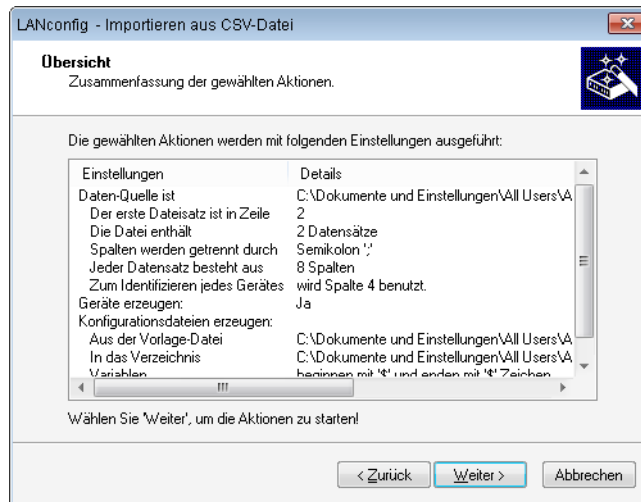 LANconfig - Importieren aus CSV-Datei
Übersicht
Zusammenfassung der gewählten Aktionen.
Die gewählten Aktionen werden mit folgenden Einstellungen ausgeführt:
Einstellungen Details
Daten-Quelle ist C:\Dokumente und Einstellungen\All Users\A
Der erste Dateisatz ist in Zeile 2
Die Datei enthält 2 Datensätze
Spalten werden getrennt durch Semikolon ';'
Jeder Datensatz besteht aus 8 Spalten
Zum Identifizieren jedes Gerätes wird Spalte 4 benutzt.
Geräte erzeugen: Ja
Konfigurationsdateien erzeugen:
Aus der Vorlage-Datei C:\Dokumente und Einstellungen\All Users\A
In das Verzeichnis C:\Dokumente und Einstellungen\All Users\A
Variablen beginnen mit '$' und enden mit '$' Zeichen
Wählen Sie 'Weiter', um die Aktionen zu starten!
< Zurück Weiter > Abbrechen